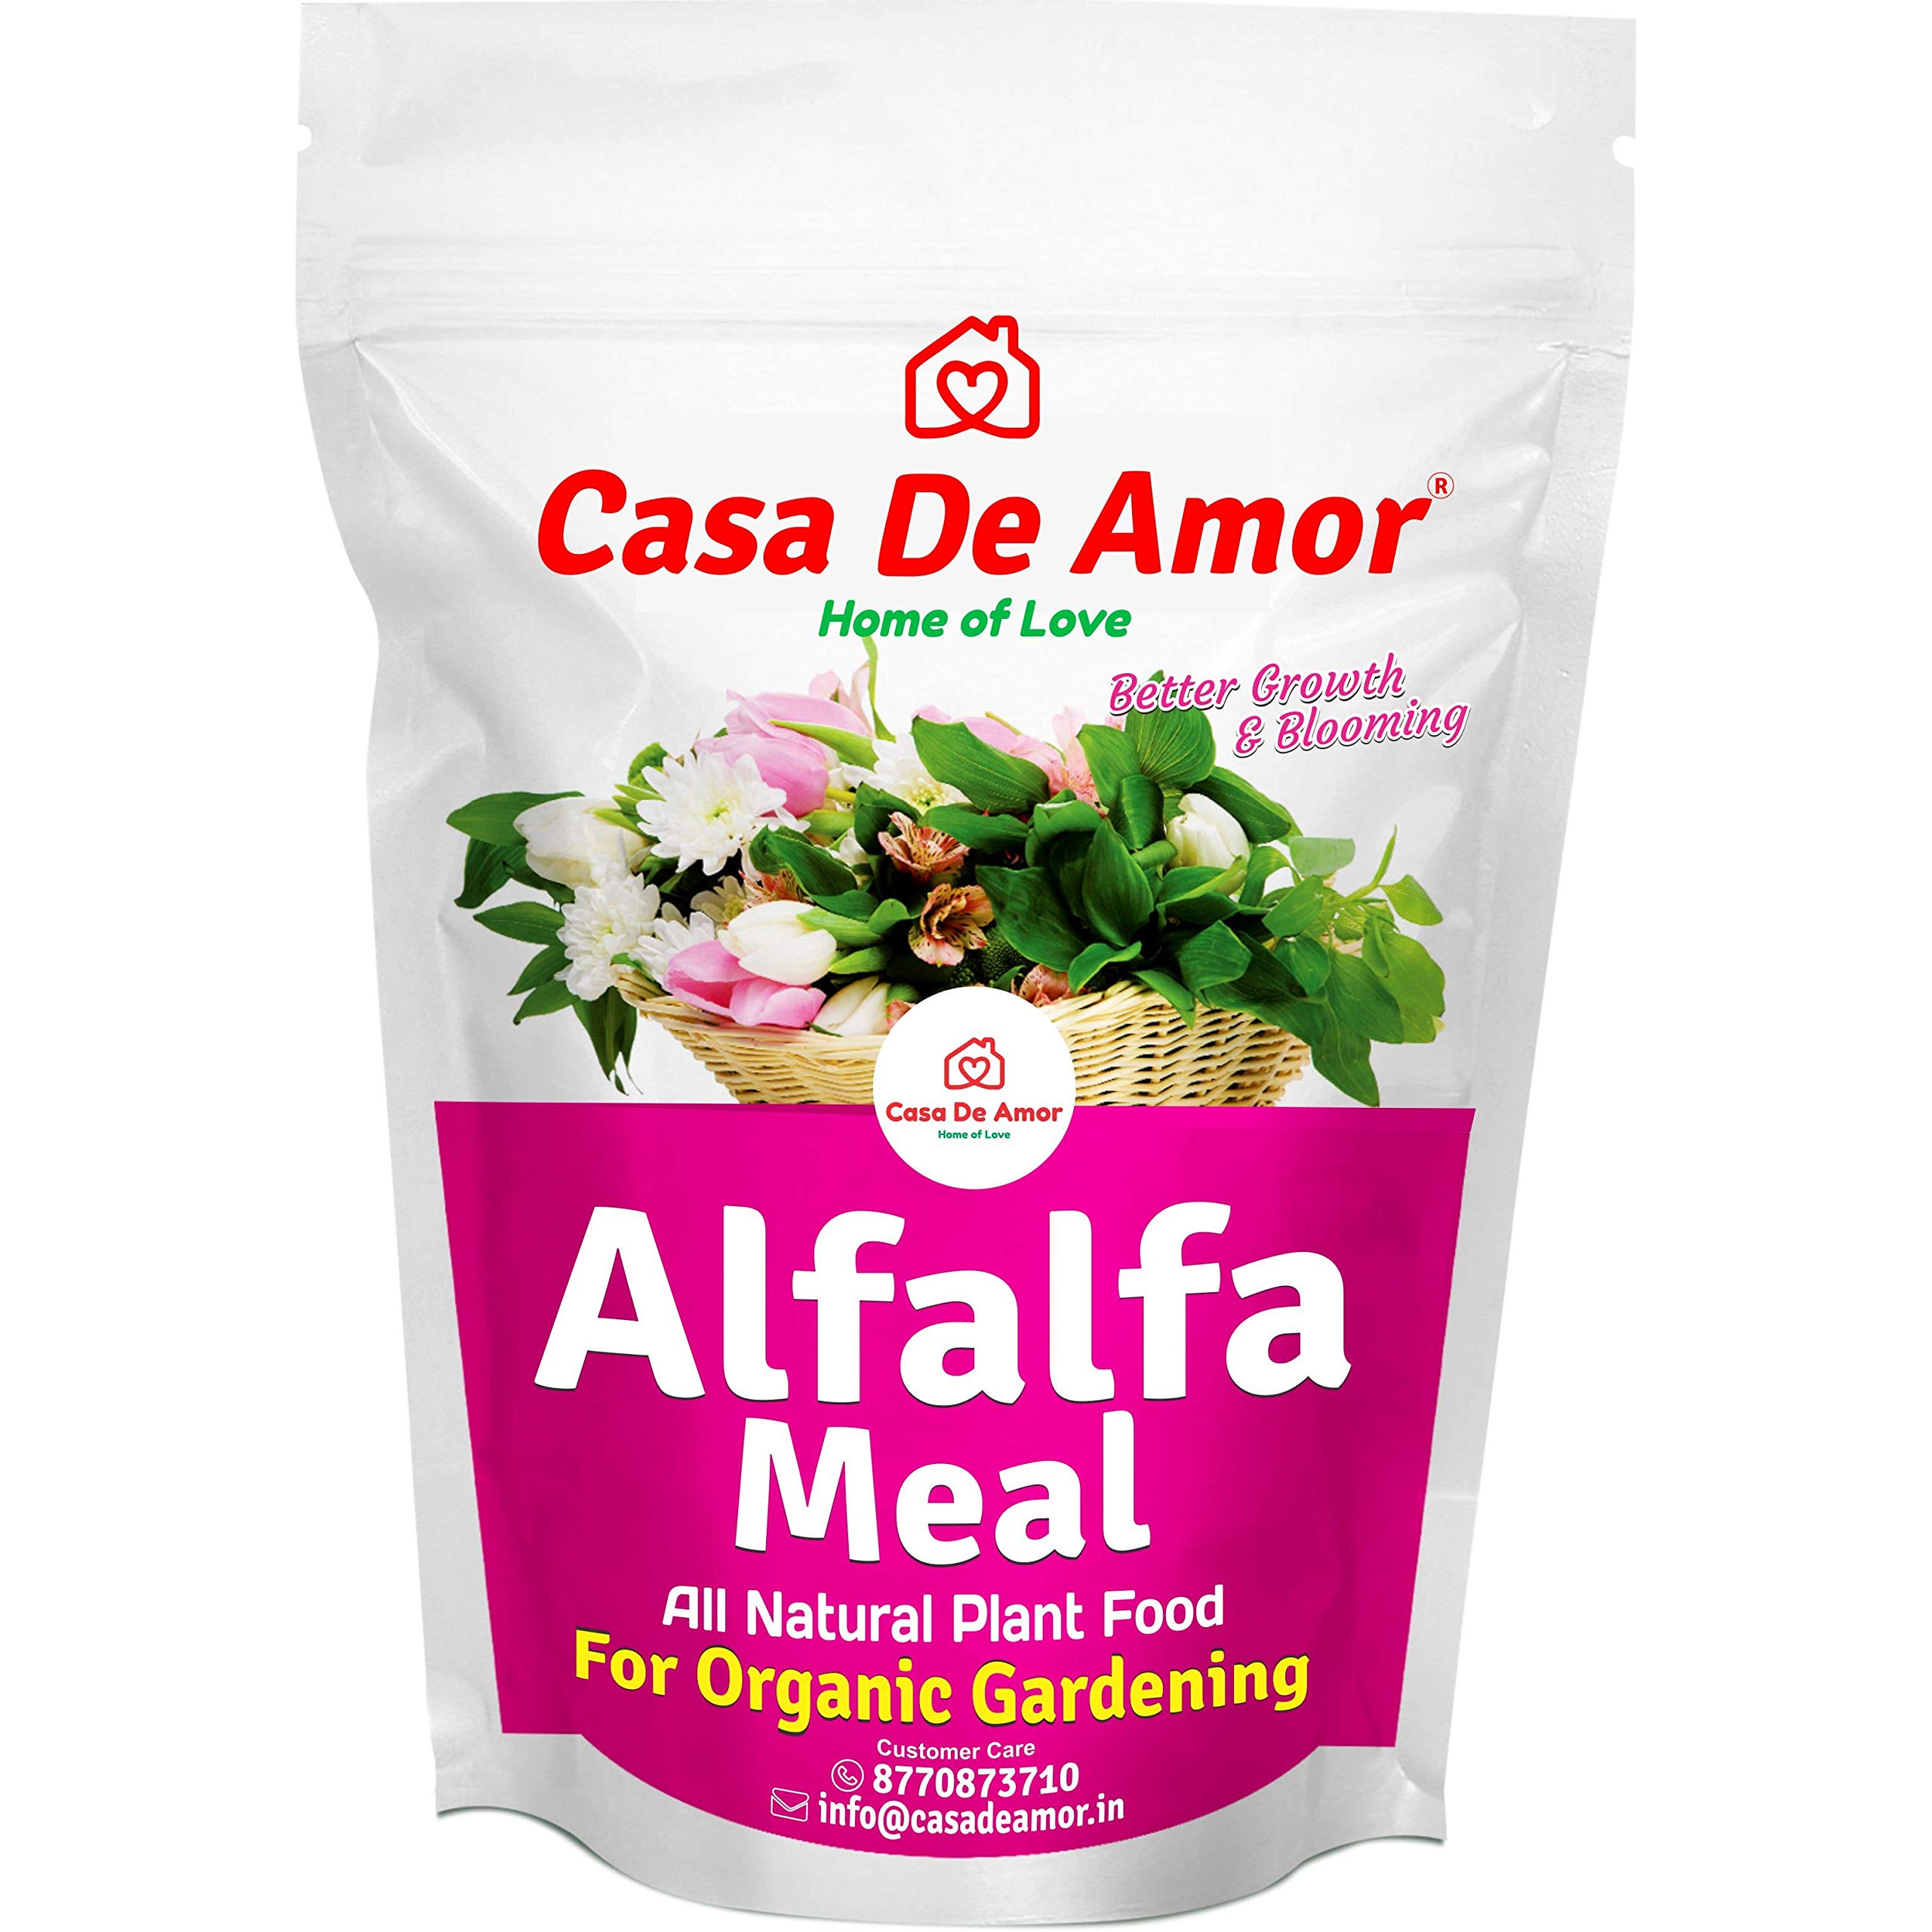 Casa De Amor®
Home of Love
Better Growth
& Blooming
Casa De Amor
Home of Love
Alfalfa
Meal
All Natural Plant Food
For Organic Gardening
Customer Care
8770873710
info@casadeamor.in